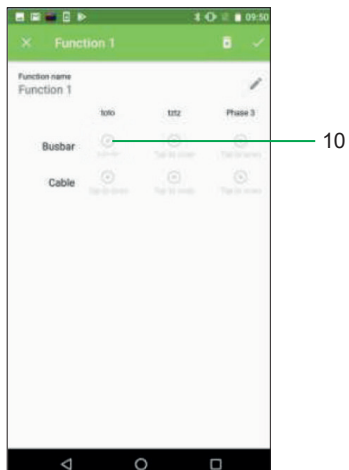 09:50
Function 1
Function name
Function 1
toto tztz Phase 3
Busbar
10
Cable